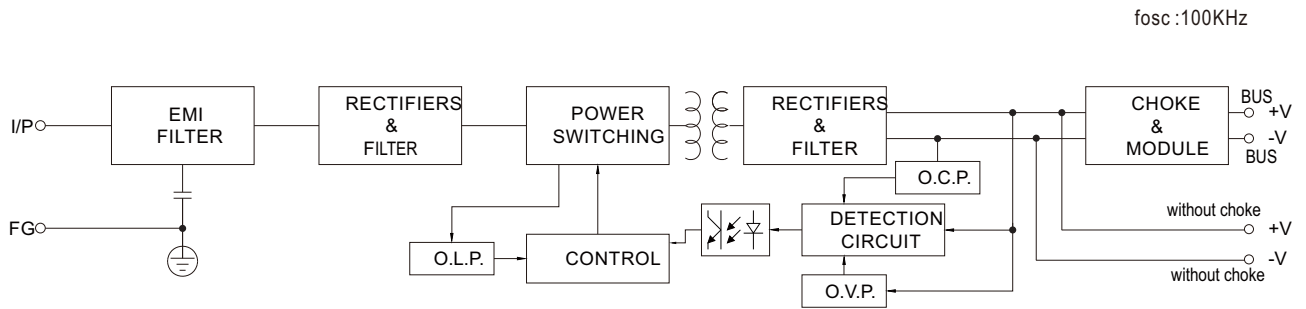 fosc :100KHz
I/P
EMI
FILTER
RECTIFIERS
&
FILTER
POWER
SWITCHING
RECTIFIERS
&
FILTER
CHOKE
&
MODULE
BUS
+V
-V
BUS
O.C.P.
FG
O.L.P.
CONTROL
DETECTION
CIRCUIT
O.V.P.
without choke
+V
-V
without choke